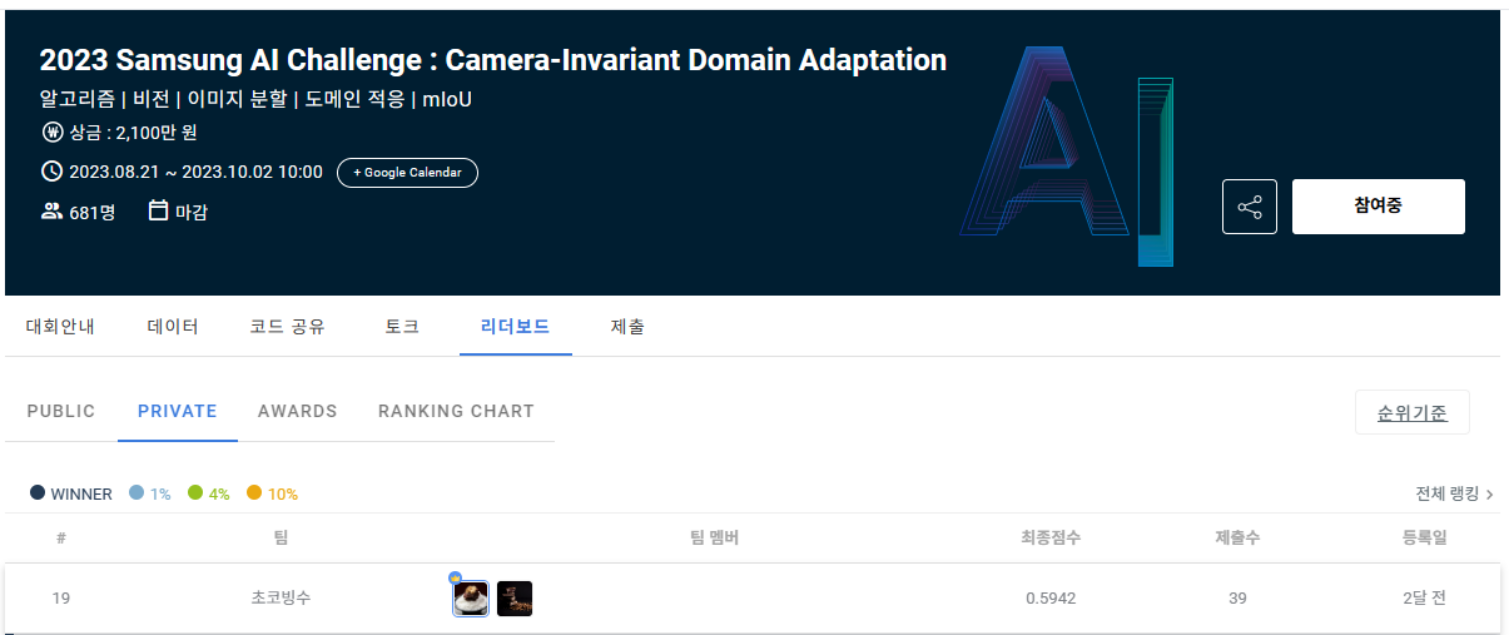 2023 Samsung AI Challenge : Camera-Invariant Domain Adaptation
알고리즘 | 비전 | 이미지 분할 | 도메인 적응 | mIoU
₩ 상금 : 2,100만 원
2023.08.21 ~ 2023.10.02 10:00 + Google Calendar
681명 마감
참여중
대회안내 데이터 코드 공유 토크 리더보드 제출
PUBLIC PRIVATE AWARDS RANKING CHART 순위기준
WINNER 1% 4% 10% 전체 랭킹 >
# 팀 팀 멤버 최종점수 제출수 등록일
19 초코빙수 0.5942 39 2달 전